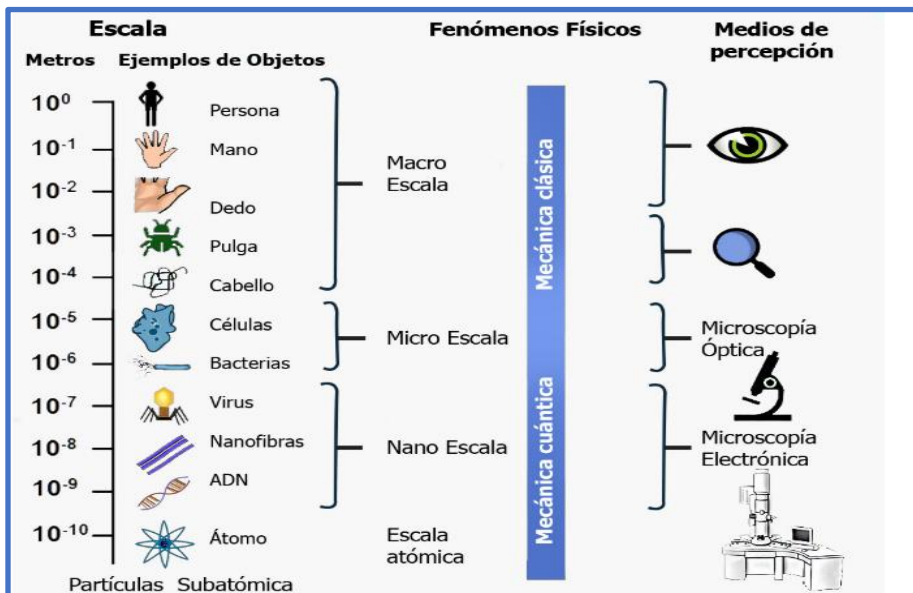 Escala
Fenómenos Físicos
Medios de
percepción
Metros
Ejemplos de Objetos
10⁰
Persona
10⁻¹
Mano
10⁻²
Dedo
10⁻³
Pulga
10⁻⁴
Cabello
10⁻⁵
Células
10⁻⁶
Bacterias
10⁻⁷
Virus
10⁻⁸
Nanofibras
10⁻⁹
ADN
10⁻¹⁰
Átomo
Partículas Subatómica
Macro
Escala
Micro Escala
Nano Escala
Escala
atómica
Mecánica clásica
Mecánica cuántica
Microscopía
Óptica
Microscopía
Electrónica